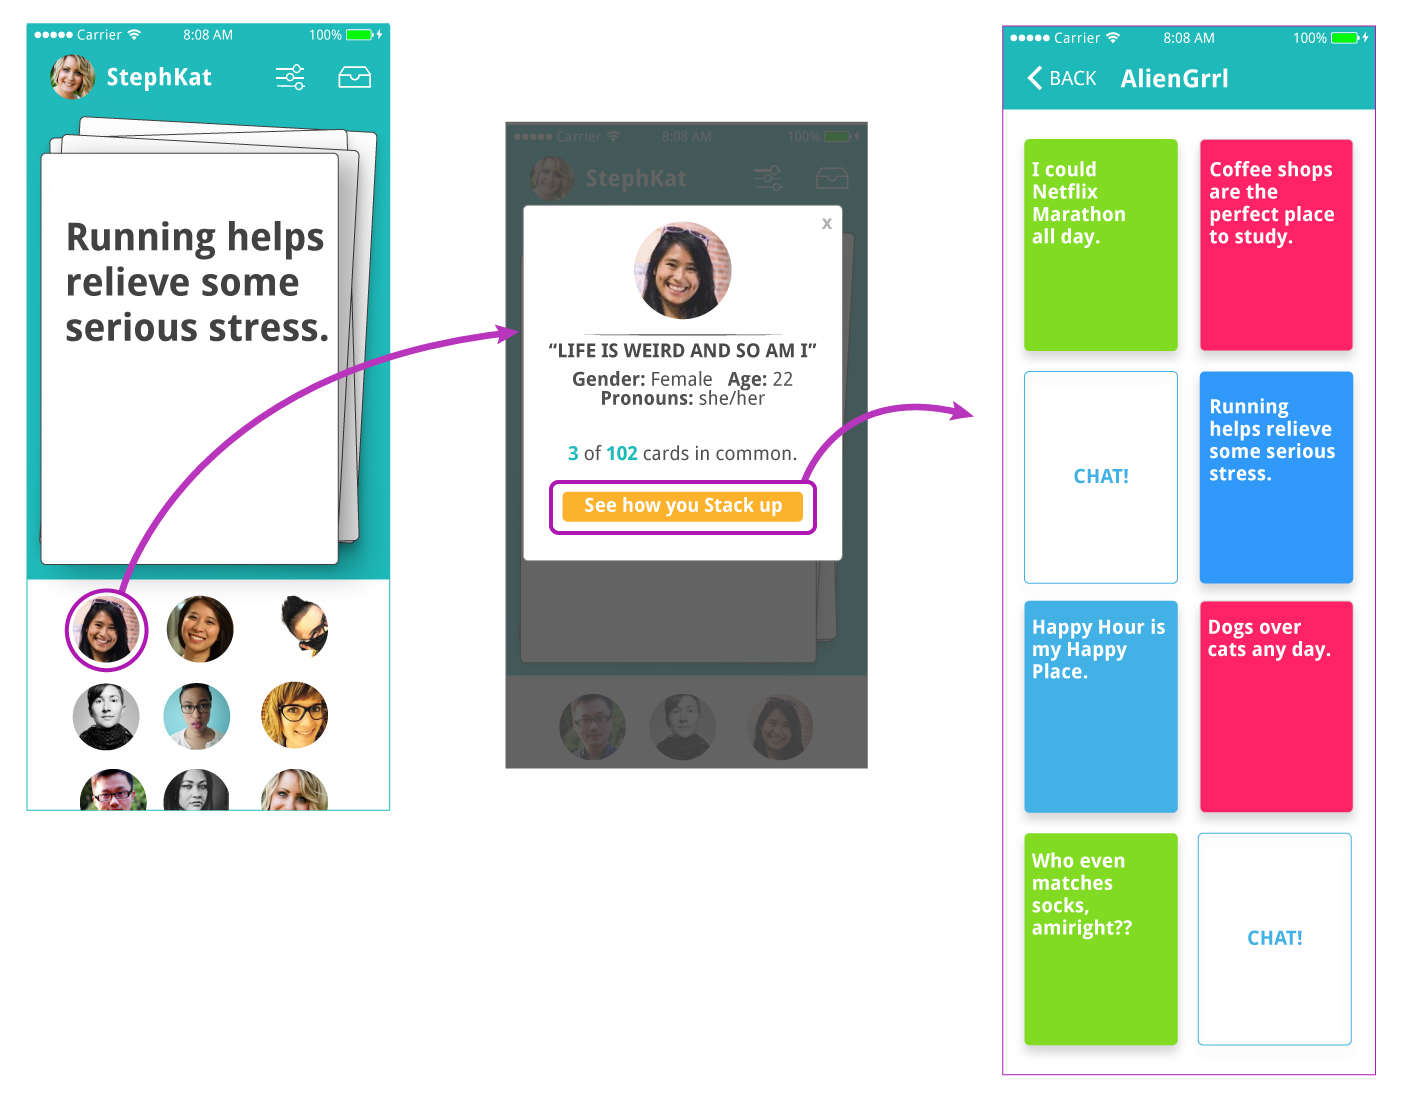 Carrier 8:08 AM 100%
StephKat
Running helps
relieve some
serious stress.
Carrier 8:08 AM 100%
StephKat
x
“LIFE IS WEIRD AND SO AM I”
Gender: Female Age: 22
Pronouns: she/her
3 of 102 cards in common.
See how you Stack up
Carrier 8:08 AM 100%
BACK AlienGrrl
I could
Netflix
Marathon
all day.
Coffee shops
are the
perfect place
to study.
CHAT!
Running
helps relieve
some serious
stress.
Happy Hour is
my Happy
Place.
Dogs over
cats any day.
Who even
matches
socks,
amiright??
CHAT!